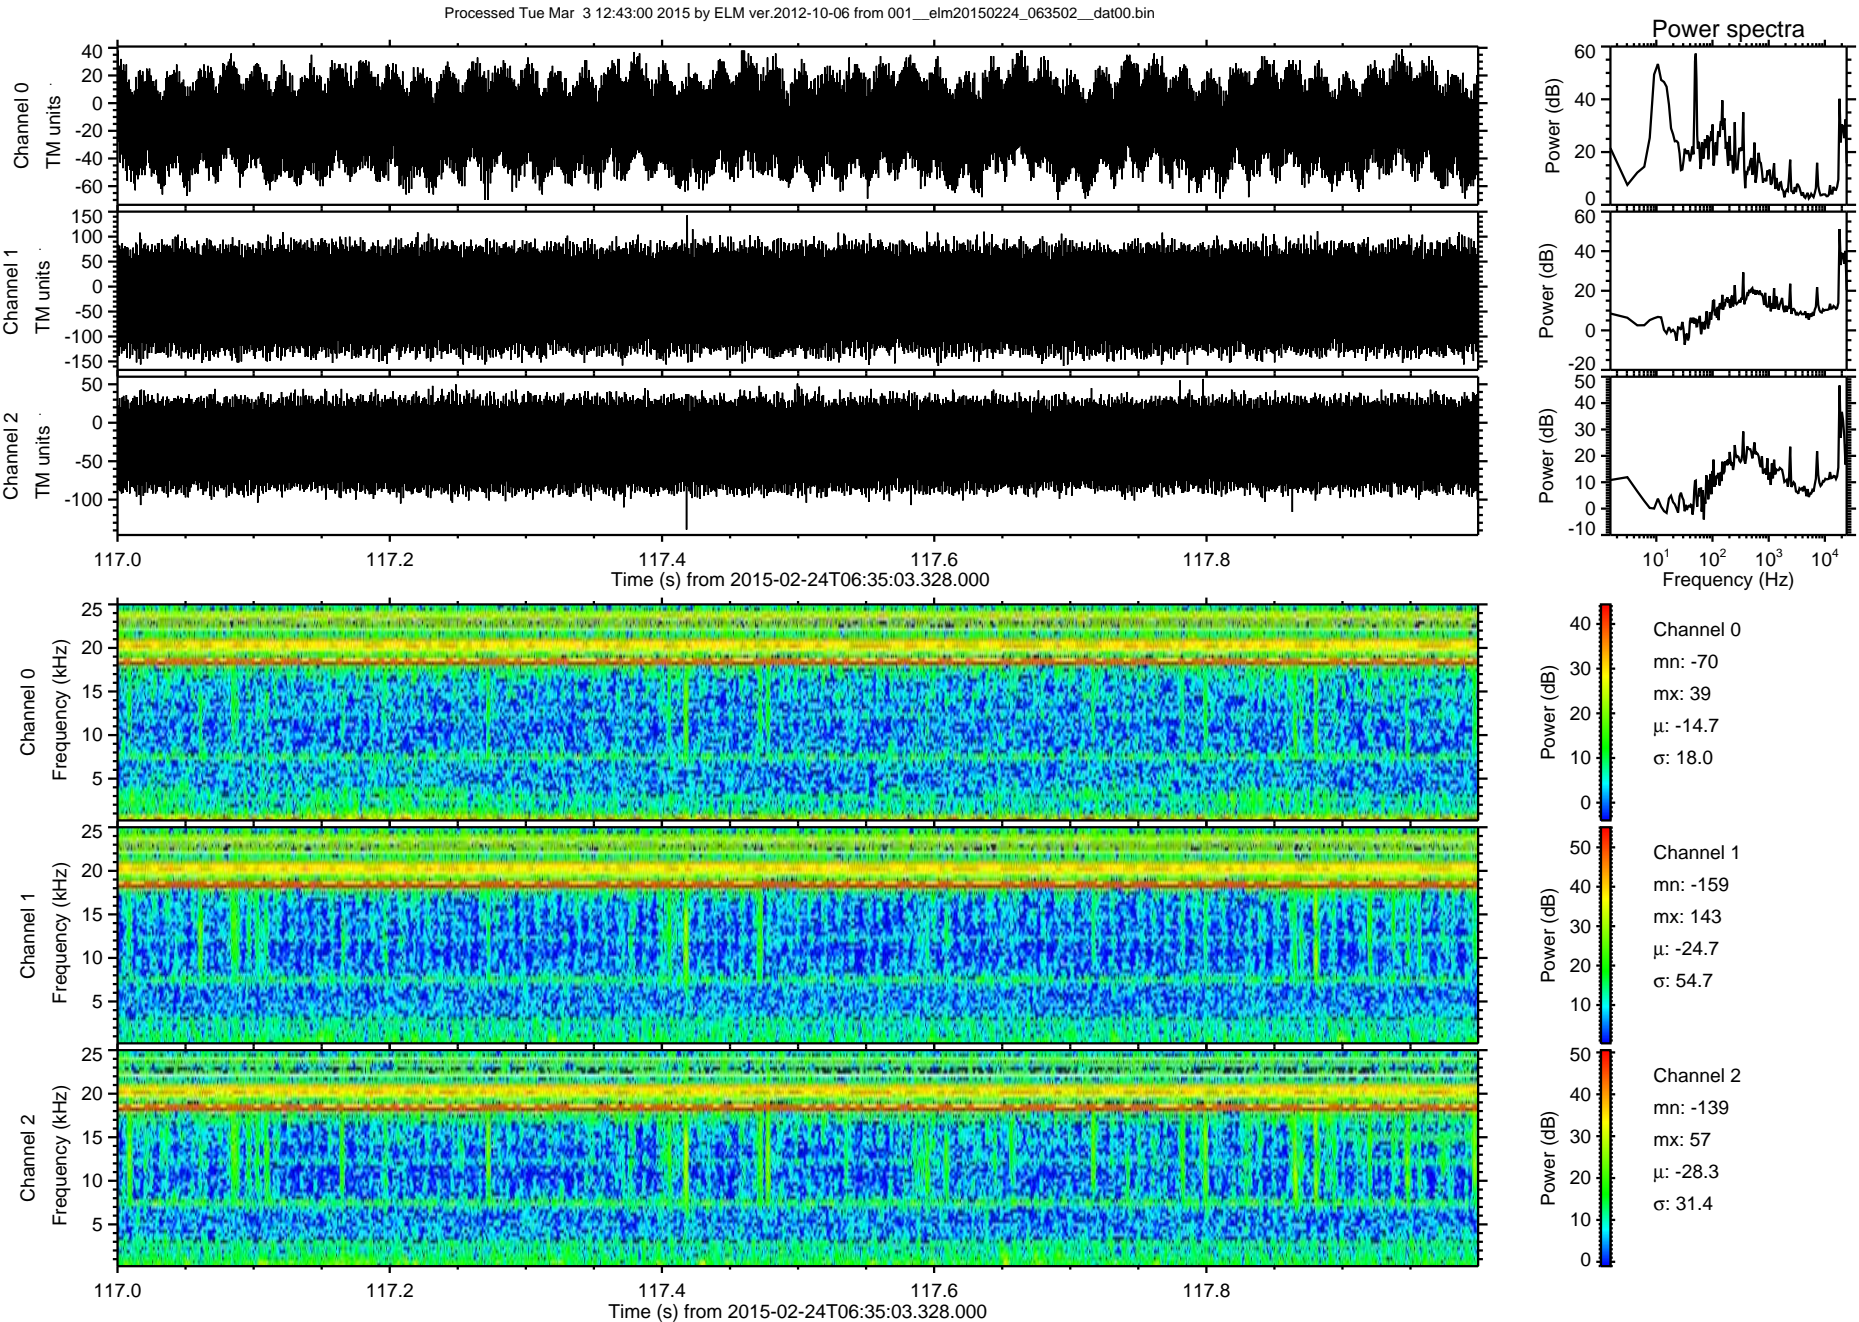 Processed Tue Mar  3 12:43:00 2015 by ELM ver.2012-10-06 from 001__elm20150224_063502__dat00.bin
Power spectra
Channel 0
TM units
40
20
0
-20
-40
-60
Power (dB)
60
40
20
0
Channel 1
TM units
150
100
50
0
-50
-100
-150
Power (dB)
60
40
20
0
-20
Channel 2
TM units
50
0
-50
-100
Power (dB)
50
40
30
20
10
0
-10
117.0 117.2 117.4 117.6 117.8
Time (s) from 2015-02-24T06:35:03.328.000
10¹ 10² 10³ 10⁴
Frequency (Hz)
Channel 0
Frequency (kHz)
25
20
15
10
5
Power (dB)
40
30
20
10
0
Channel 0
mn: -70
mx: 39
μ: -14.7
σ: 18.0
Channel 1
Frequency (kHz)
25
20
15
10
5
Power (dB)
50
40
30
20
10
Channel 1
mn: -159
mx: 143
μ: -24.7
σ: 54.7
Channel 2
Frequency (kHz)
25
20
15
10
5
Power (dB)
50
40
30
20
10
0
Channel 2
mn: -139
mx: 57
μ: -28.3
σ: 31.4
117.0 117.2 117.4 117.6 117.8
Time (s) from 2015-02-24T06:35:03.328.000